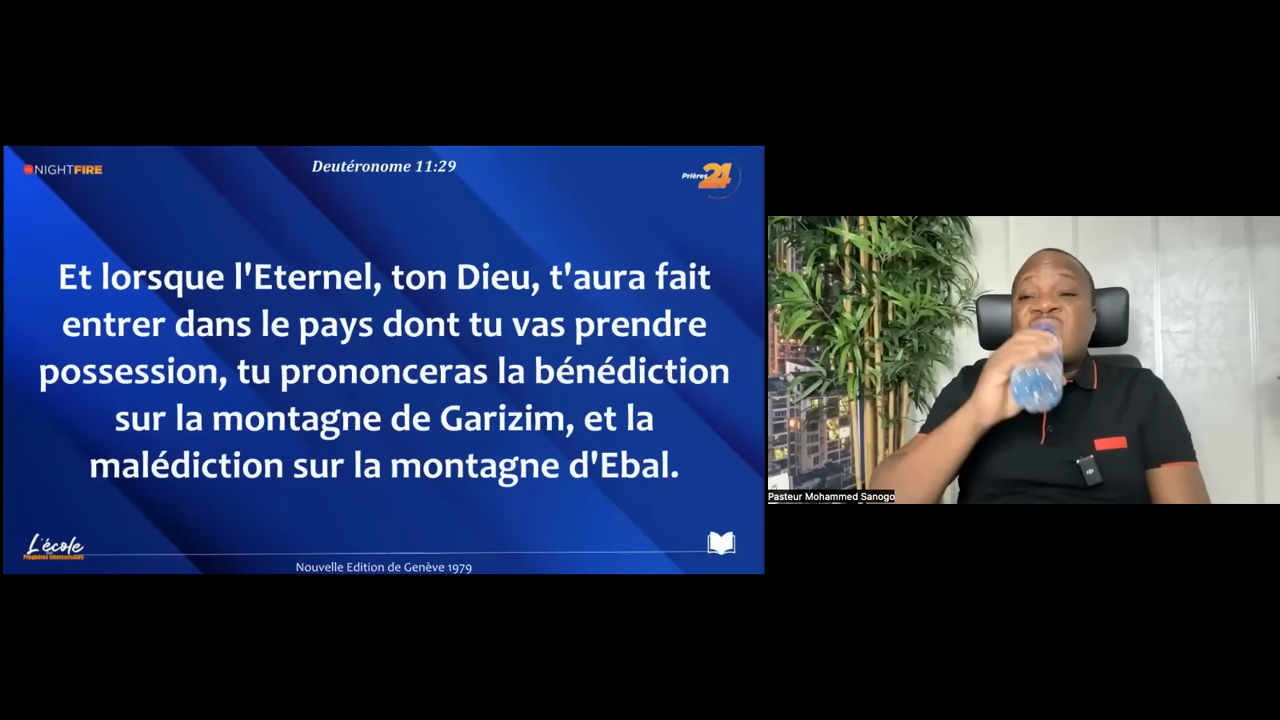 NIGHTFIRE
Deutéronome 11:29
Prières 24
Et lorsque l'Eternel, ton Dieu, t'aura fait
entrer dans le pays dont tu vas prendre
possession, tu prononceras la bénédiction
sur la montagne de Garizim, et la
malédiction sur la montagne d'Ebal.
L'école
Nouvelle Edition de Genève 1979
Pasteur Mohammed Sanogo